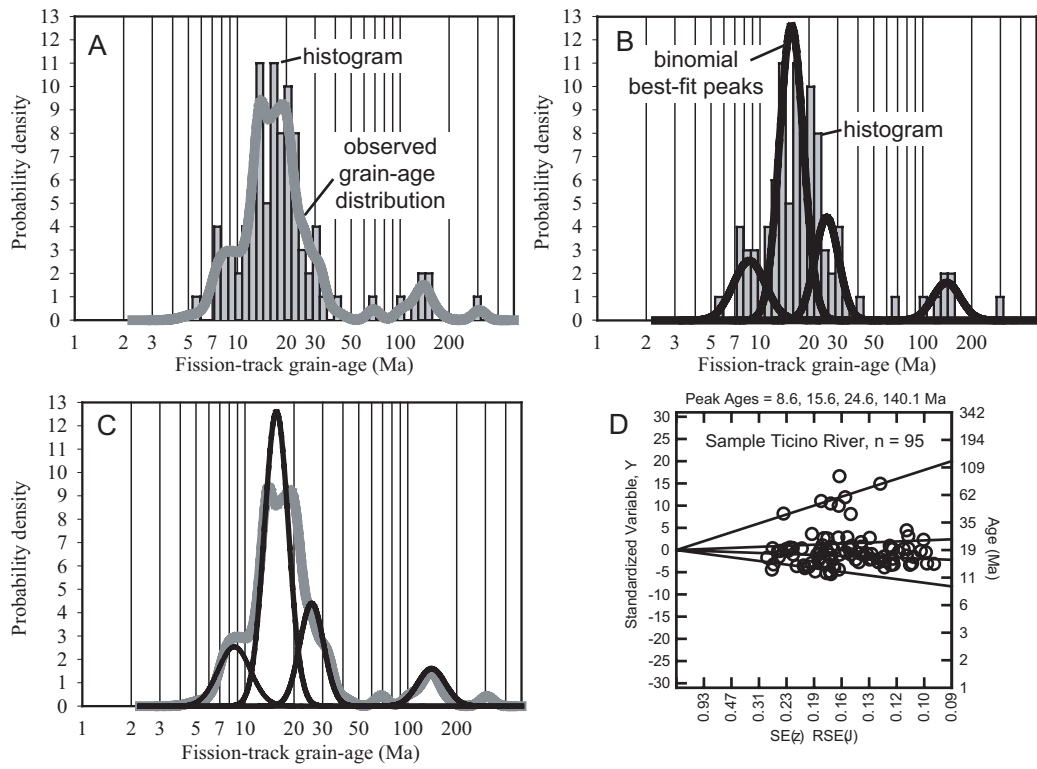 A
13
12
11
10
9
8
7
6
5
4
3
2
1
0
Probability density
histogram
observed
grain-age
distribution
1 2 3 5 7 10 20 30 50 100 200
Fission-track grain-age (Ma)
B
13
12
11
10
9
8
7
6
5
4
3
2
1
0
Probability density
binomial
best-fit peaks
histogram
1 2 3 5 7 10 20 30 50 100 200
Fission-track grain-age (Ma)
C
13
12
11
10
9
8
7
6
5
4
3
2
1
0
Probability density
1 2 3 5 7 10 20 30 50 100 200
Fission-track grain-age (Ma)
Peak Ages = 8.6, 15.6, 24.6, 140.1 Ma
D
Sample Ticino River, n = 95
30
25
20
15
10
5
0
-5
-10
-15
-20
-25
-30
Standardized Variable, Y
342
194
109
62
35
19
11
6
3
2
1
Age (Ma)
0.93 0.47 0.31 0.23 0.19 0.16 0.13 0.12 0.10 0.09
SE(z) RSE(J)